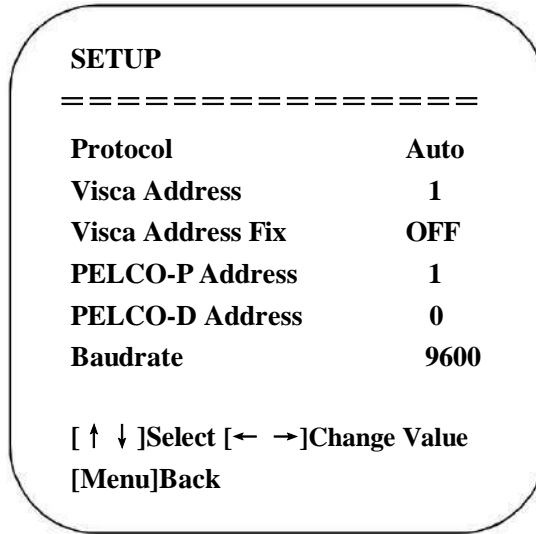 SETUP
===============
Protocol Auto
Visca Address 1
Visca Address Fix OFF
PELCO-P Address 1
PELCO-D Address 0
Baudrate 9600
[ ↑ ↓ ]Select [← →]Change Value
[Menu]Back